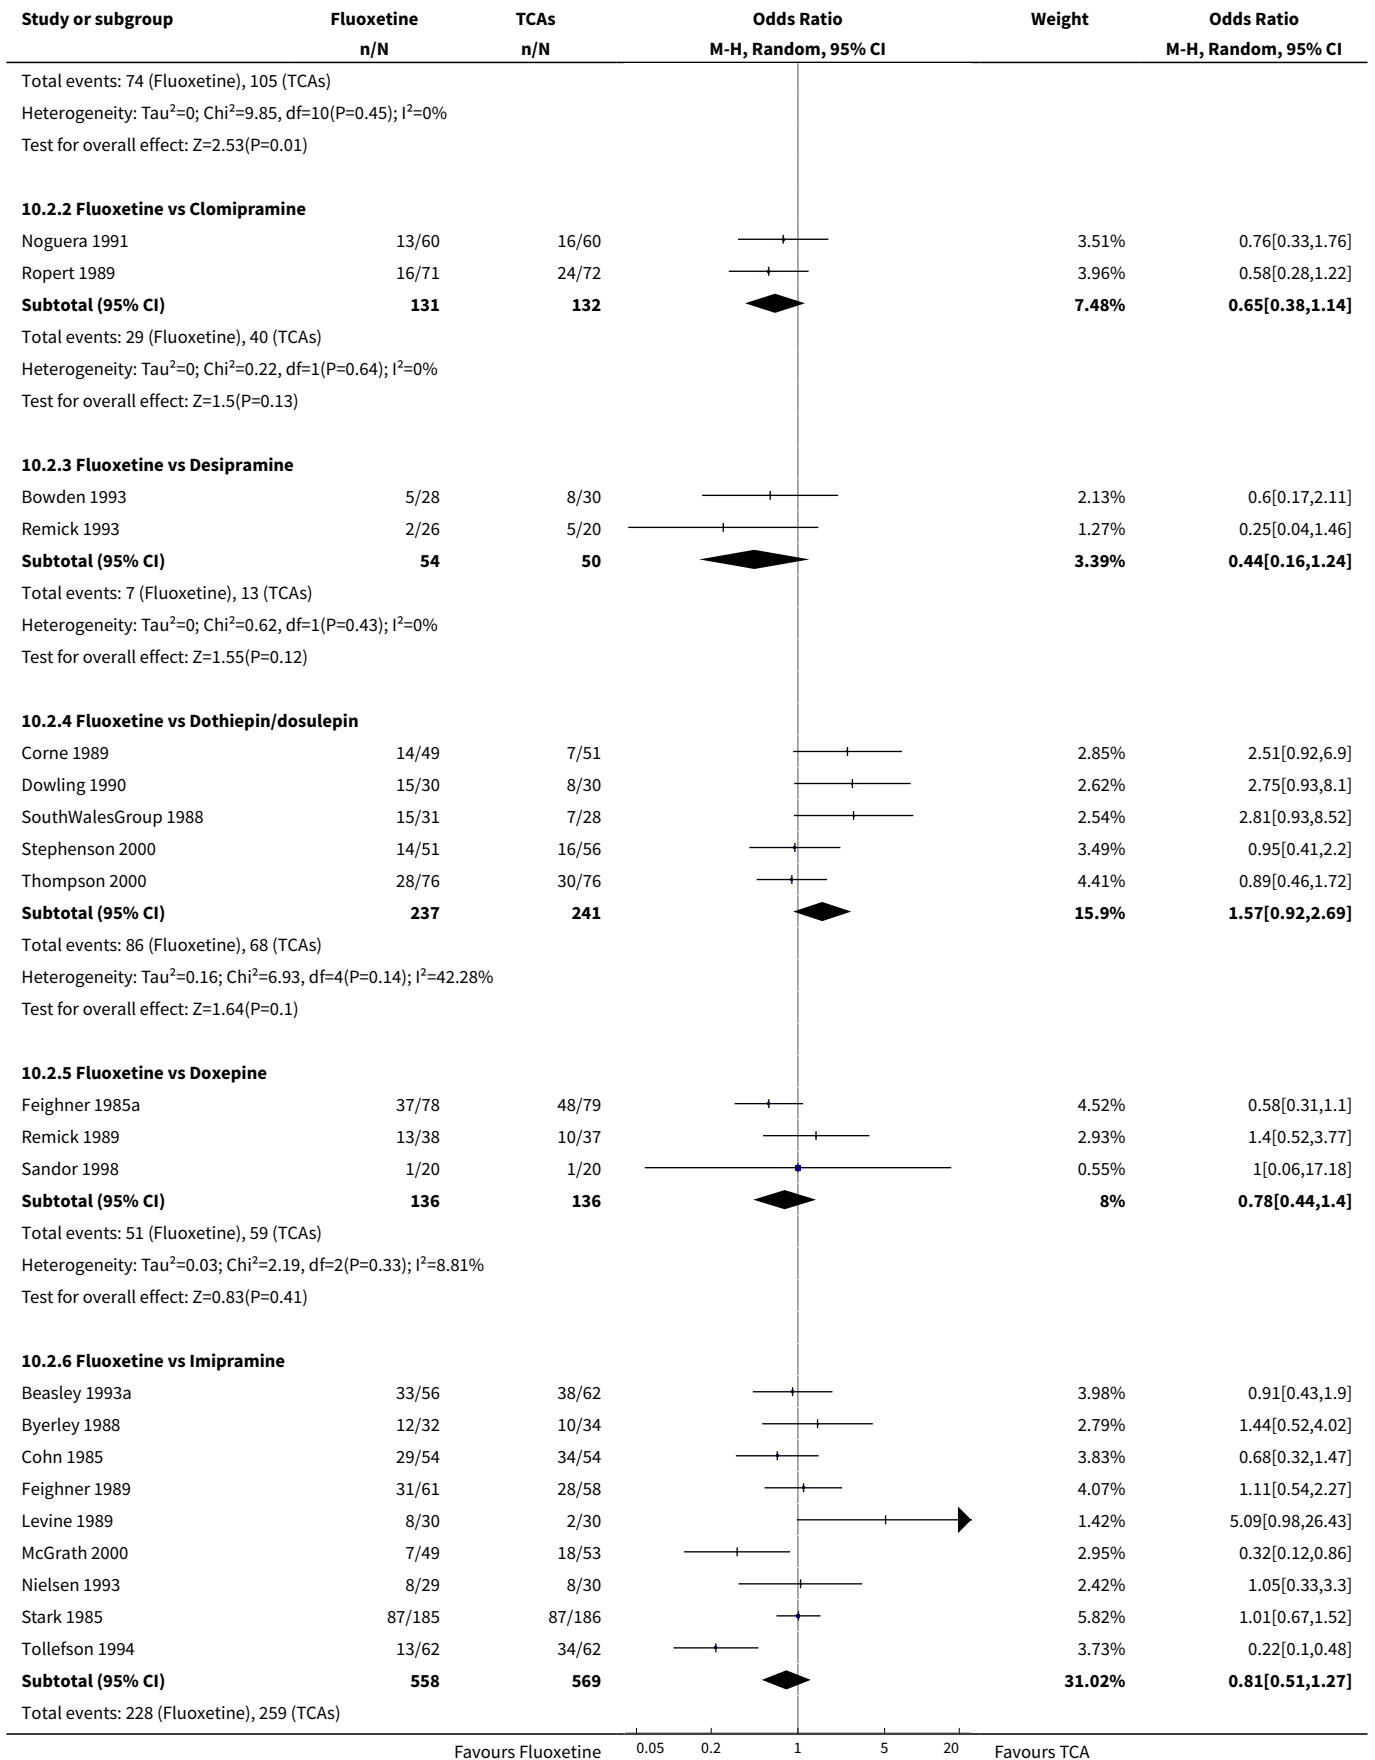 Study or subgroup Fluoxetine TCAs Odds Ratio Weight Odds Ratio
n/N n/N M-H, Random, 95% CI M-H, Random, 95% CI
Total events: 74 (Fluoxetine), 105 (TCAs)
Heterogeneity: Tau²=0; Chi²=9.85, df=10(P=0.45); I²=0%
Test for overall effect: Z=2.53(P=0.01)
10.2.2 Fluoxetine vs Clomipramine
Noguera 1991 13/60 16/60 3.51% 0.76[0.33,1.76]
Ropert 1989 16/71 24/72 3.96% 0.58[0.28,1.22]
Subtotal (95% CI) 131 132 7.48% 0.65[0.38,1.14]
Total events: 29 (Fluoxetine), 40 (TCAs)
Heterogeneity: Tau²=0; Chi²=0.22, df=1(P=0.64); I²=0%
Test for overall effect: Z=1.5(P=0.13)
10.2.3 Fluoxetine vs Desipramine
Bowden 1993 5/28 8/30 2.13% 0.6[0.17,2.11]
Remick 1993 2/26 5/20 1.27% 0.25[0.04,1.46]
Subtotal (95% CI) 54 50 3.39% 0.44[0.16,1.24]
Total events: 7 (Fluoxetine), 13 (TCAs)
Heterogeneity: Tau²=0; Chi²=0.62, df=1(P=0.43); I²=0%
Test for overall effect: Z=1.55(P=0.12)
10.2.4 Fluoxetine vs Dothiepin/dosulepin
Corne 1989 14/49 7/51 2.85% 2.51[0.92,6.9]
Dowling 1990 15/30 8/30 2.62% 2.75[0.93,8.1]
SouthWalesGroup 1988 15/31 7/28 2.54% 2.81[0.93,8.52]
Stephenson 2000 14/51 16/56 3.49% 0.95[0.41,2.2]
Thompson 2000 28/76 30/76 4.41% 0.89[0.46,1.72]
Subtotal (95% CI) 237 241 15.9% 1.57[0.92,2.69]
Total events: 86 (Fluoxetine), 68 (TCAs)
Heterogeneity: Tau²=0.16; Chi²=6.93, df=4(P=0.14); I²=42.28%
Test for overall effect: Z=1.64(P=0.1)
10.2.5 Fluoxetine vs Doxepine
Feighner 1985a 37/78 48/79 4.52% 0.58[0.31,1.1]
Remick 1989 13/38 10/37 2.93% 1.4[0.52,3.77]
Sandor 1998 1/20 1/20 0.55% 1[0.06,17.18]
Subtotal (95% CI) 136 136 8% 0.78[0.44,1.4]
Total events: 51 (Fluoxetine), 59 (TCAs)
Heterogeneity: Tau²=0.03; Chi²=2.19, df=2(P=0.33); I²=8.81%
Test for overall effect: Z=0.83(P=0.41)
10.2.6 Fluoxetine vs Imipramine
Beasley 1993a 33/56 38/62 3.98% 0.91[0.43,1.9]
Byerley 1988 12/32 10/34 2.79% 1.44[0.52,4.02]
Cohn 1985 29/54 34/54 3.83% 0.68[0.32,1.47]
Feighner 1989 31/61 28/58 4.07% 1.11[0.54,2.27]
Levine 1989 8/30 2/30 1.42% 5.09[0.98,26.43]
McGrath 2000 7/49 18/53 2.95% 0.32[0.12,0.86]
Nielsen 1993 8/29 8/30 2.42% 1.05[0.33,3.3]
Stark 1985 87/185 87/186 5.82% 1.01[0.67,1.52]
Tollefson 1994 13/62 34/62 3.73% 0.22[0.1,0.48]
Subtotal (95% CI) 558 569 31.02% 0.81[0.51,1.27]
Total events: 228 (Fluoxetine), 259 (TCAs)
Favours Fluoxetine 0.05 0.2 1 5 20 Favours TCA